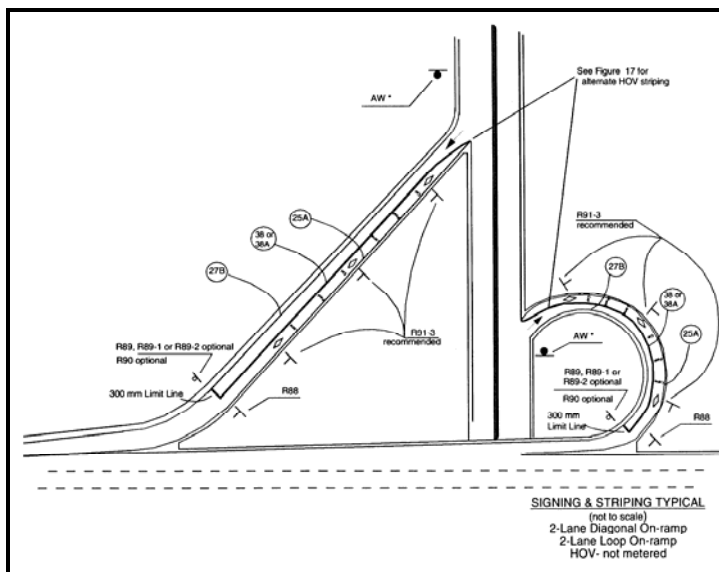 See Figure 17 for
alternate HOV striping
AW *
R91-3
recommended
25A
38 or
38A
27B
27B
38 or
38A
25A
R91-3
recommended
AW *
R89, R89-1 or R89-2 optional
R90 optional
300 mm Limit Line
R88
R89, R89-1 or
R89-2 optional
R90 optional
300 mm
Limit Line
R88
SIGNING & STRIPING TYPICAL
(not to scale)
2-Lane Diagonal On-ramp
2-Lane Loop On-ramp
HOV- not metered